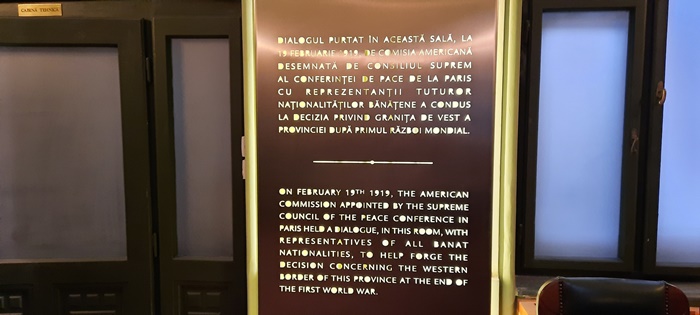 CABINĂ TEHNICĂ
DIALOGUL PURTAT ÎN ACEASTĂ SALĂ, LA
19 FEBRUARIE 1919, DE COMISIA AMERICANĂ
DESEMNATĂ DE CONSILIUL SUPREM
AL CONFERINȚEI DE PACE DE LA PARIS
CU REPREZENTANȚII TUTUROR
NAȚIONALITĂȚILOR BĂNĂȚENE A CONDUS
LA DECIZIA PRIVIND GRANIȚA DE VEST A
PROVINCIEI DUPĂ PRIMUL RĂZBOI MONDIAL.
ON FEBRUARY 19TH 1919, THE AMERICAN
COMMISSION APPOINTED BY THE SUPREME
COUNCIL OF THE PEACE CONFERENCE IN
PARIS HELD A DIALOGUE, IN THIS ROOM, WITH
REPRESENTATIVES OF ALL BANAT
NATIONALITIES, TO HELP FORGE THE
DECISION CONCERNING THE WESTERN
BORDER OF THIS PROVINCE AT THE END OF
THE FIRST WORLD WAR.